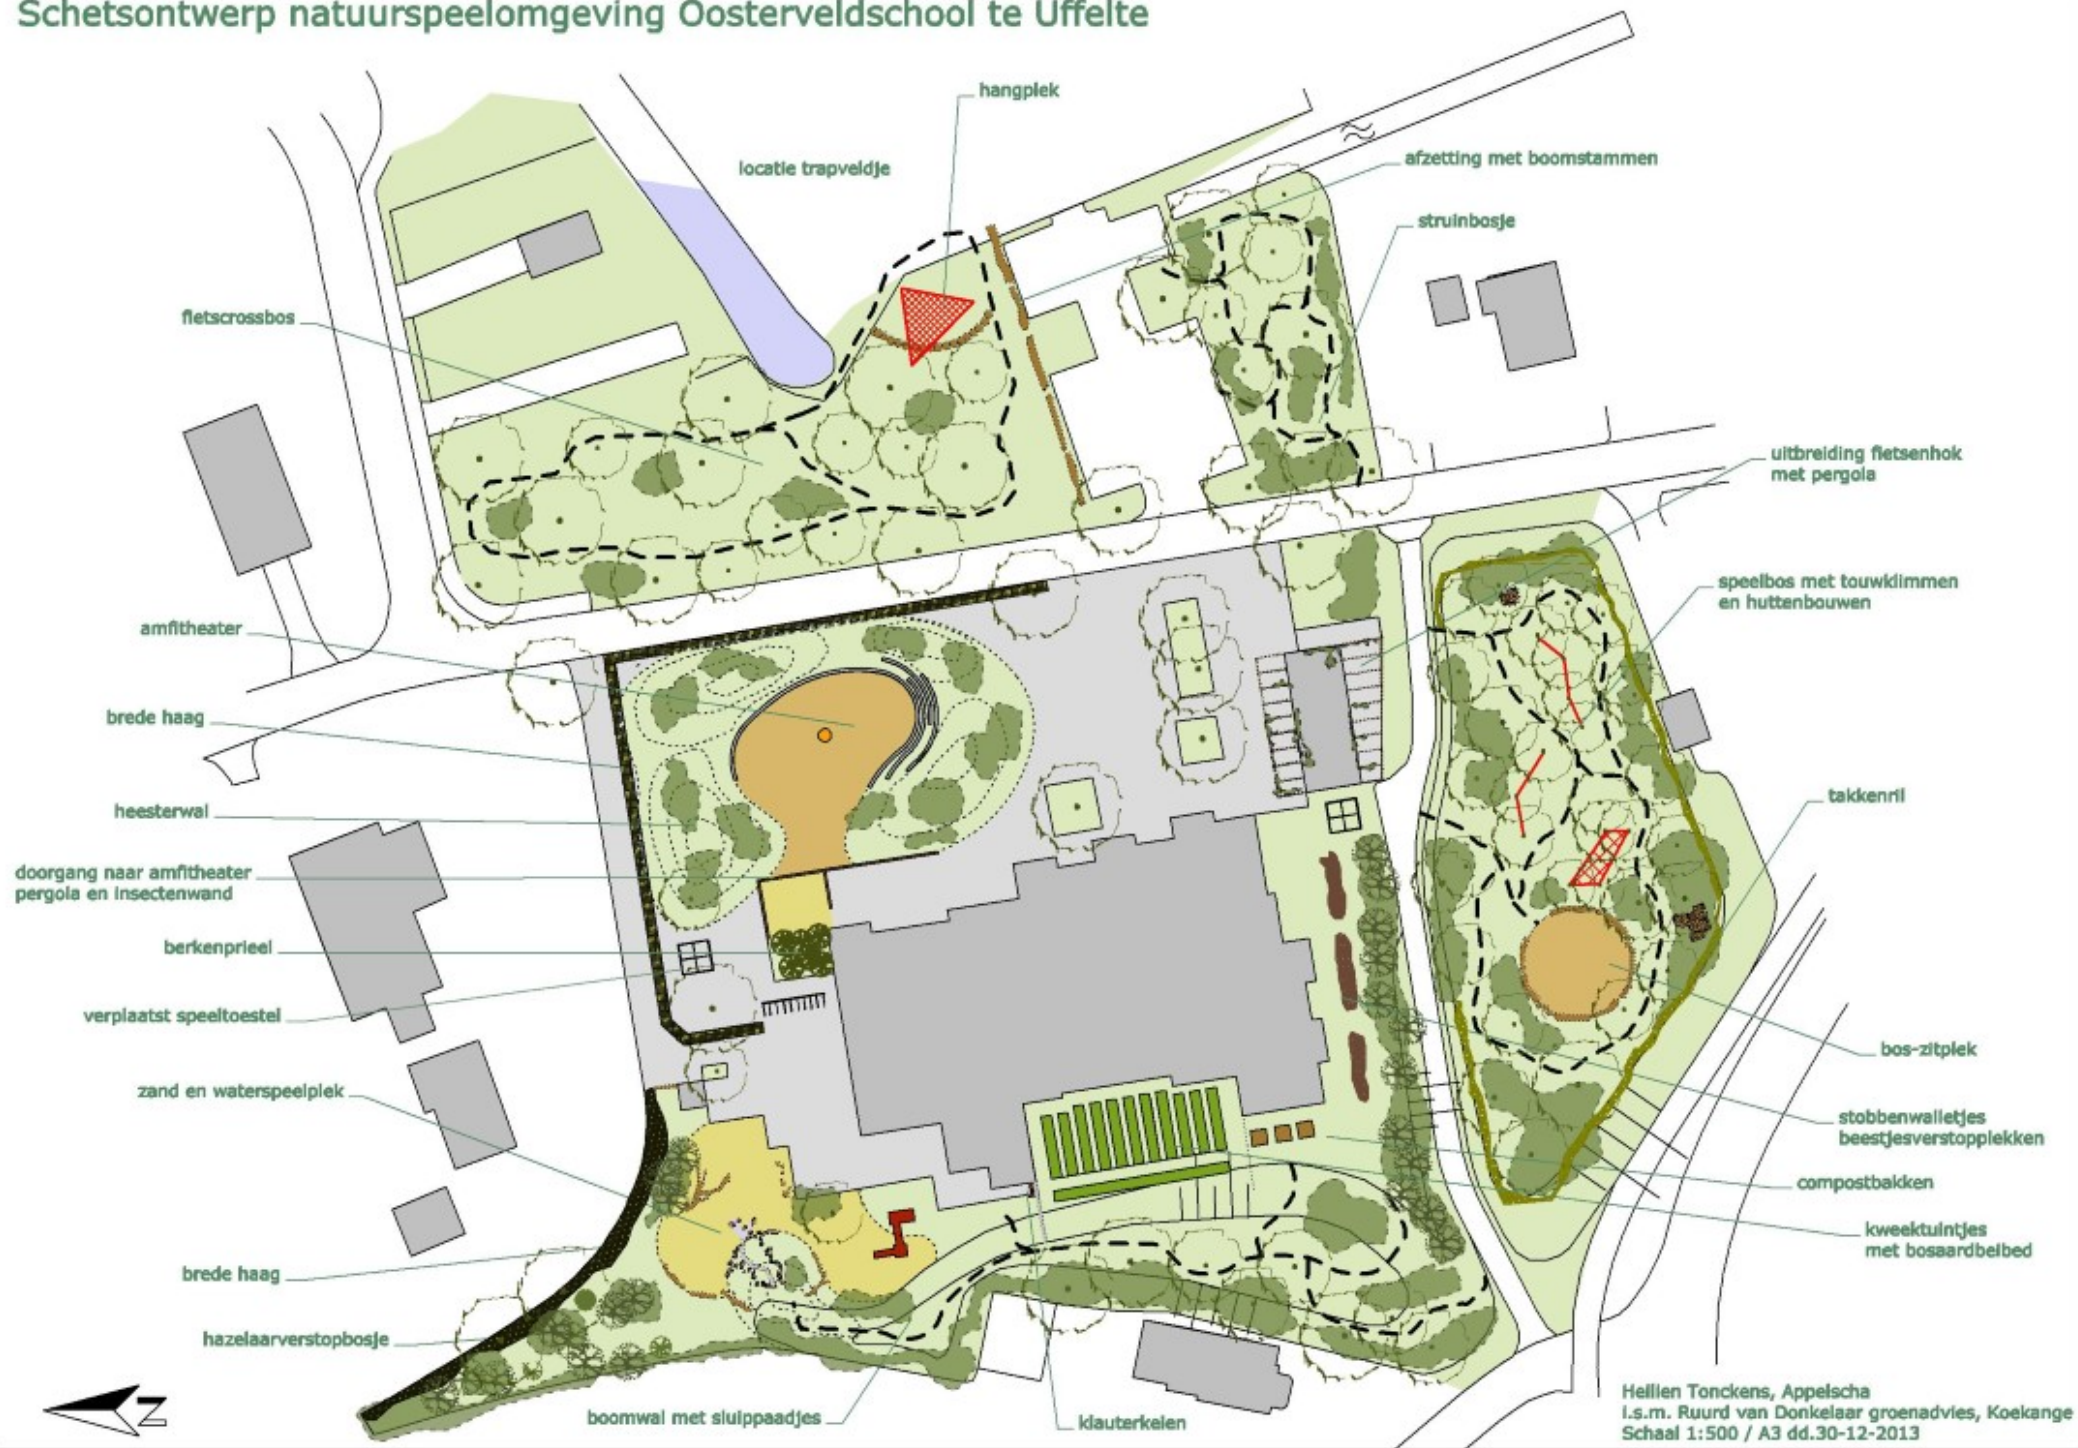 Schetsontwerp natuurspeelomgeving Oosterveldschool te Uffelte
hangplek
locatie trapveldje
afzetting met boomstammen
struinbosje
fietscrossbos
uitbreiding fietsenhok
met pergola
speelbos met touwklimmen
en huttenbouwen
amfitheater
brede haag
takkenril
heesterwal
doorgang naar amfitheater
pergola en insectenwand
berkenprieel
verplaatst speeltoestel
bos-zitplek
zand en waterspeelplek
stobbenwalletjes
beestjesverstopplekken
compostbakken
kweektuintjes
met bosaardbeibed
brede haag
hazelaarverstopbosje
boomwal met sluippaadjes
klauterkeien
Z
Heilien Tonckens, Appelscha
i.s.m. Ruurd van Donkelaar groenadvies, Koekange
Schaal 1:500 / A3 dd.30-12-2013